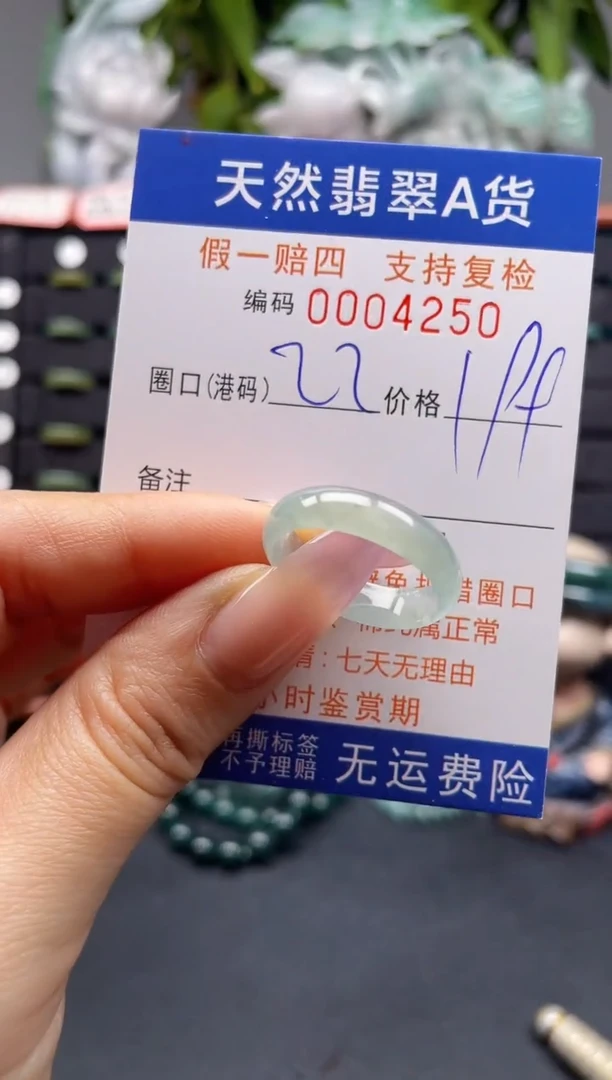 天然翡翠A货
假一赔四 支持复检
编码 0004250
圈口(港码) 22 价格
备注
圈口
属正常
七天无理由
小时鉴赏期
再撕标签
不予理赔
无运费险